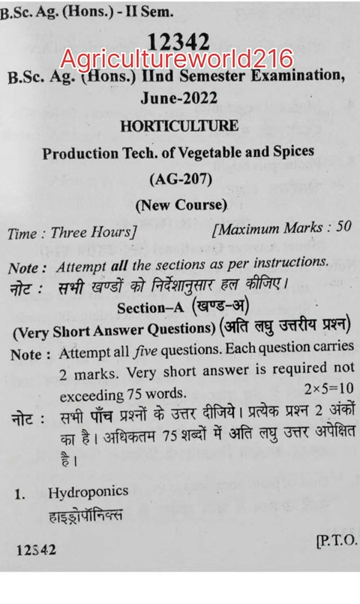 B.Sc. Ag. (Hons.) - II Sem.
12342
Agricultureworld216
B.Sc. Ag. (Hons.) IInd Semester Examination,
June-2022
HORTICULTURE
Production Tech. of Vegetable and Spices
(AG-207)
(New Course)
Time : Three Hours] [Maximum Marks : 50
Note : Attempt all the sections as per instructions.
नोट : सभी खण्डों को निर्देशानुसार हल कीजिए।
Section-A (खण्ड-अ)
(Very Short Answer Questions) (अति लघु उत्तरीय प्रश्न)
Note : Attempt all five questions. Each question carries
2 marks. Very short answer is required not
exceeding 75 words. 2×5=10
नोट : सभी पाँच प्रश्नों के उत्तर दीजिये। प्रत्येक प्रश्न 2 अंकों
का है। अधिकतम 75 शब्दों में अति लघु उत्तर अपेक्षित
है।
1. Hydroponics
हाइड्रोपॉनिक्स
12342 [P.T.O.